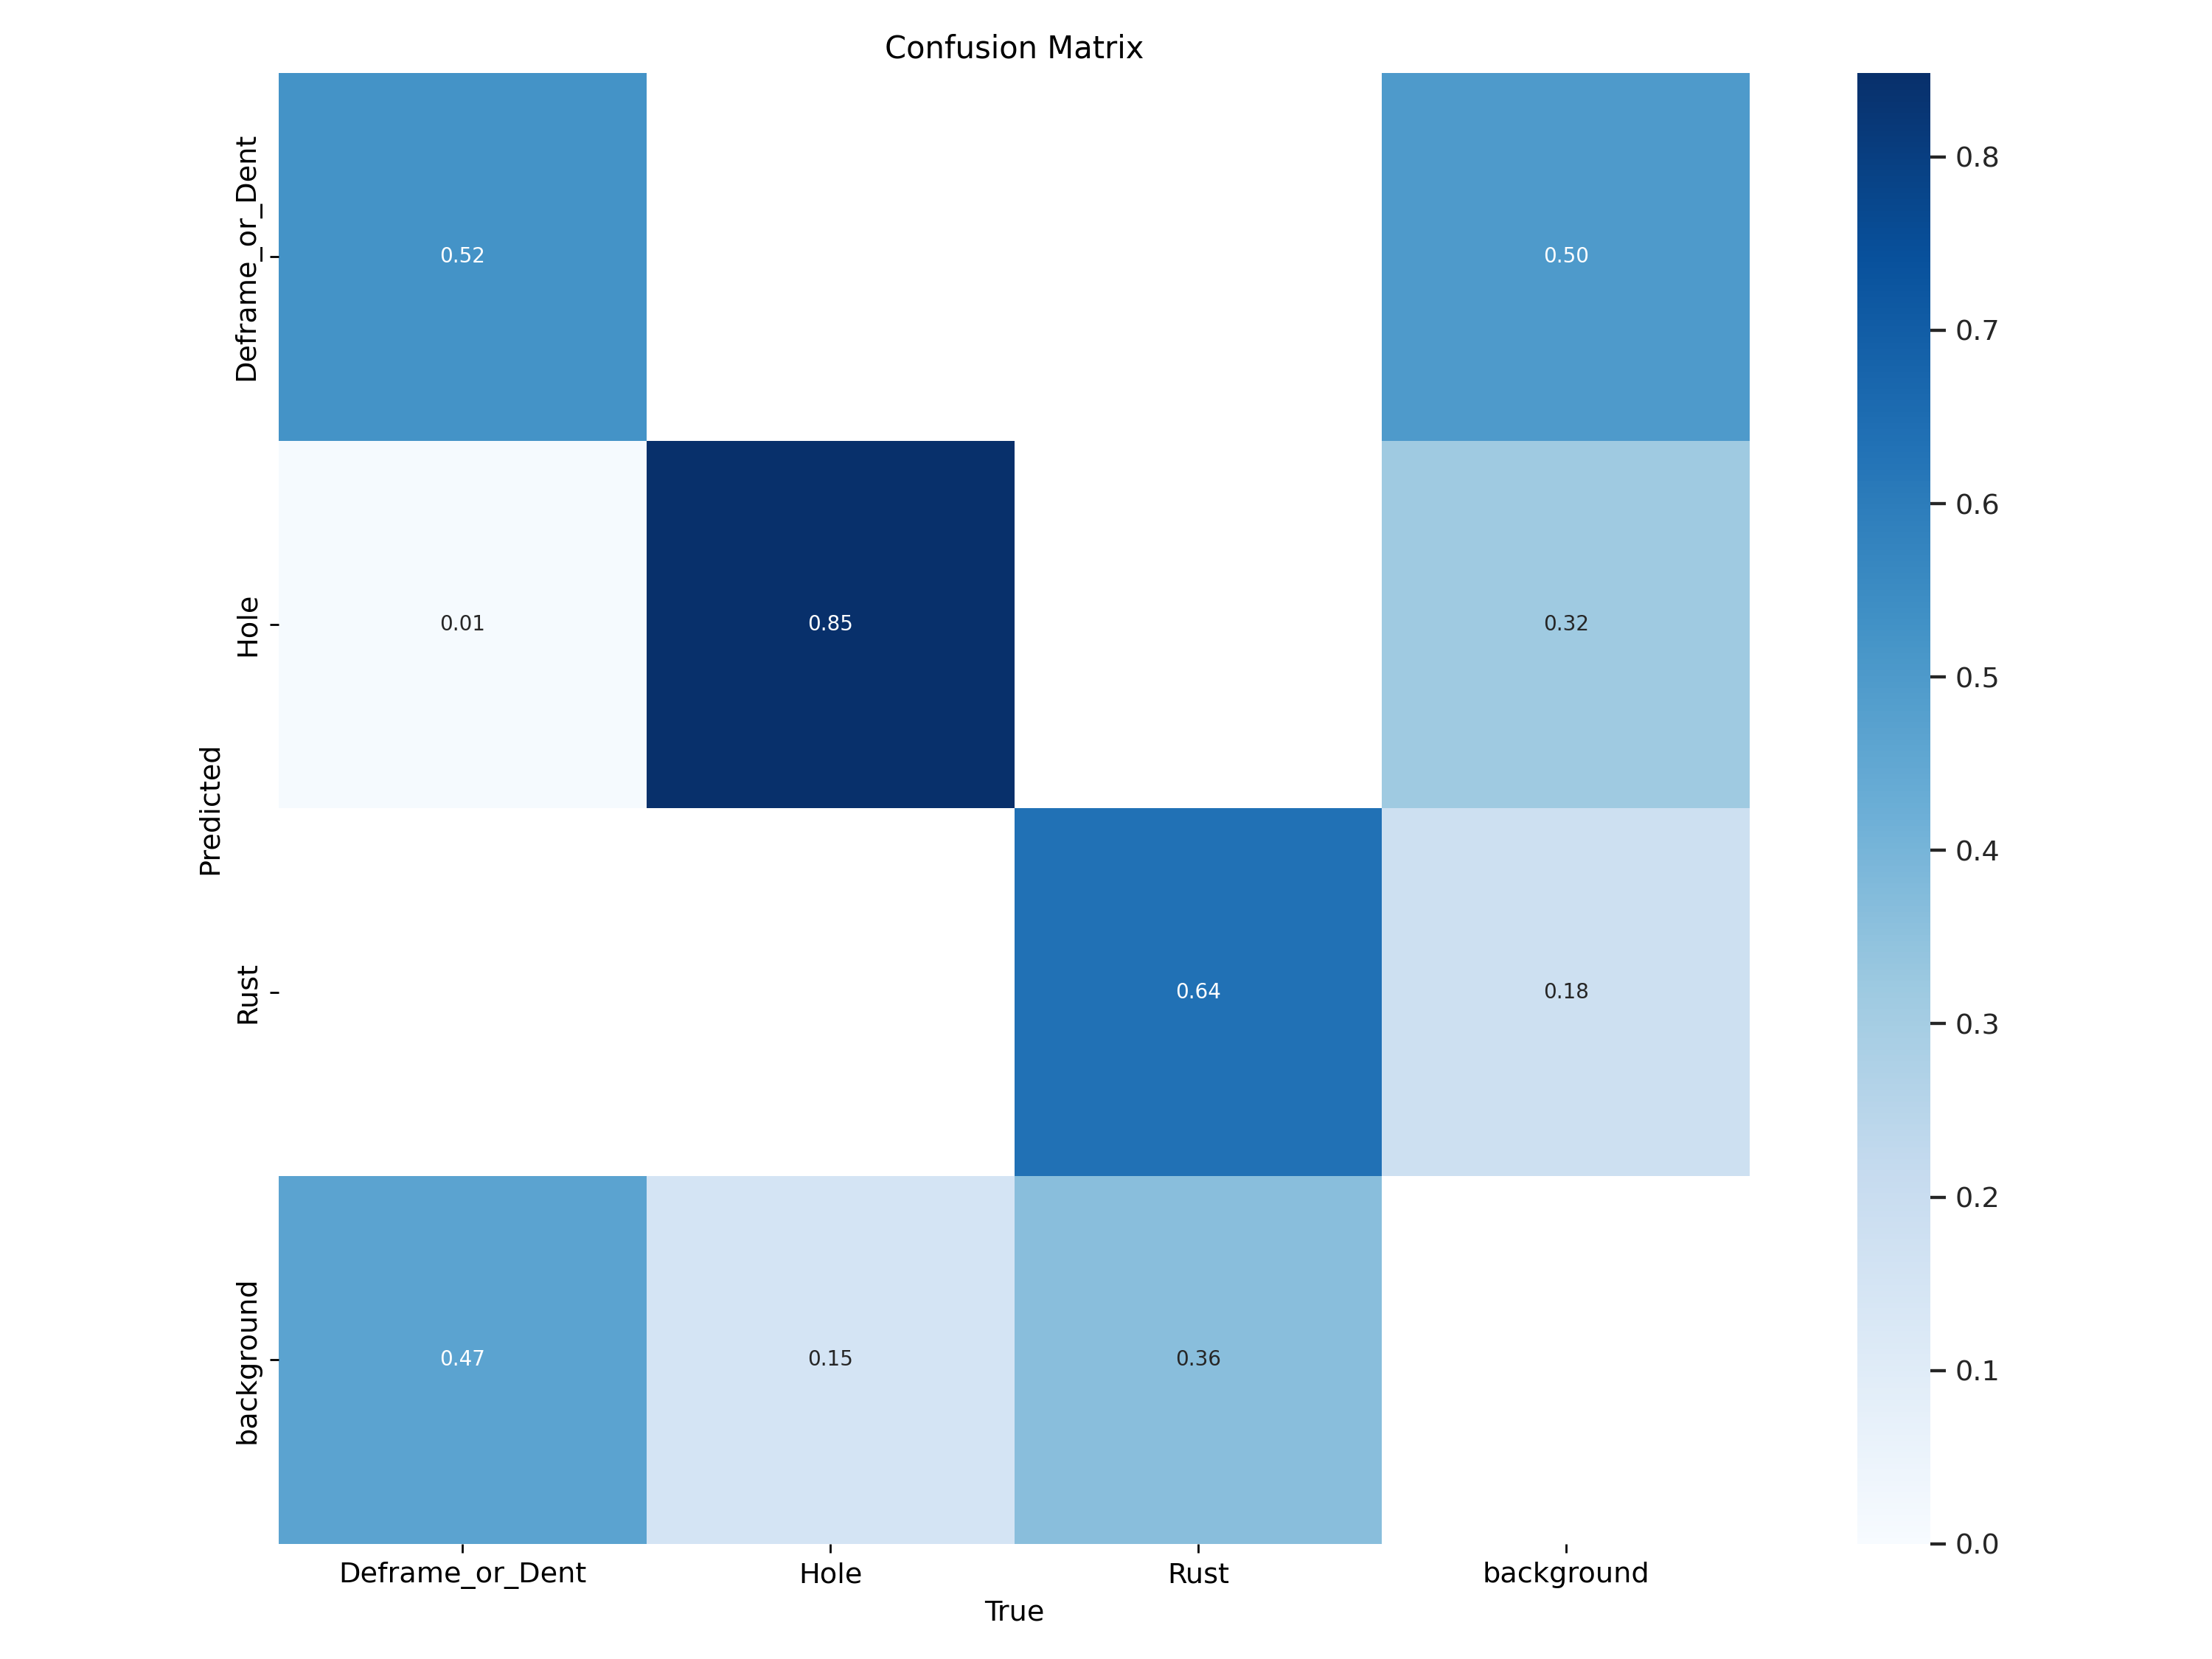 Confusion Matrix
Deframe_or_Dent
0.52
0.50
Hole
0.01
0.85
0.32
Rust
0.64
0.18
background
0.47
0.15
0.36
Predicted
Deframe_or_Dent
Hole
Rust
background
True
0.8
0.7
0.6
0.5
0.4
0.3
0.2
0.1
0.0